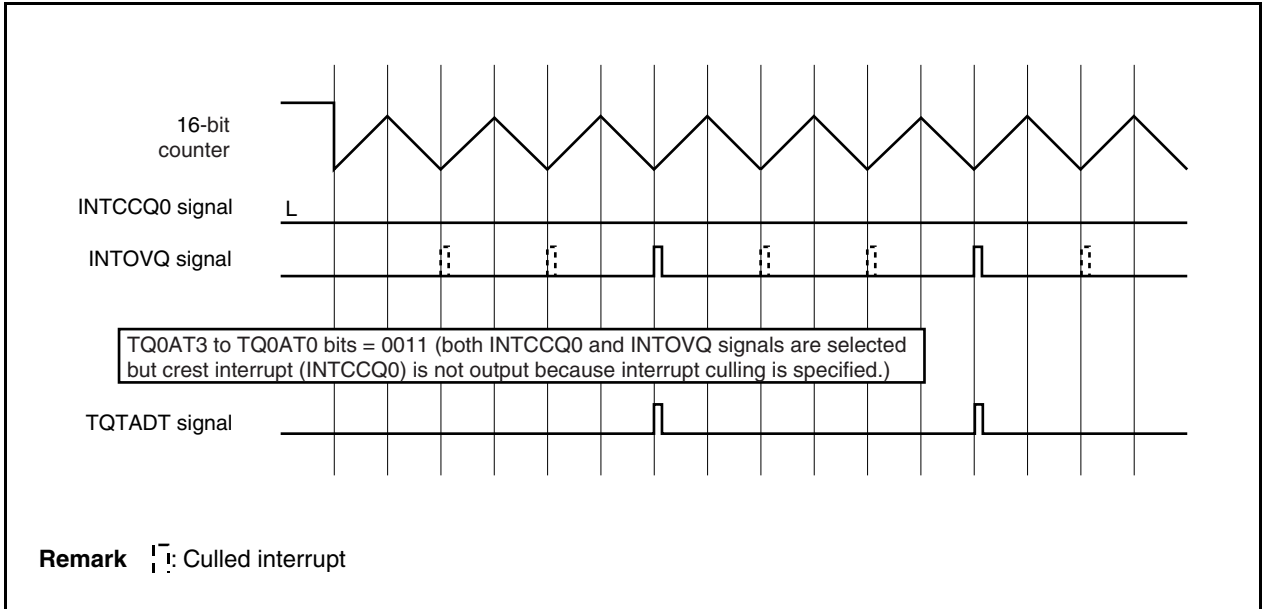 16-bit
counter
INTCCQ0 signal
L
INTOVQ signal
TQ0AT3 to TQ0AT0 bits = 0011 (both INTCCQ0 and INTOVQ signals are selected
but crest interrupt (INTCCQ0) is not output because interrupt culling is specified.)
TQTADT signal
Remark : Culled interrupt